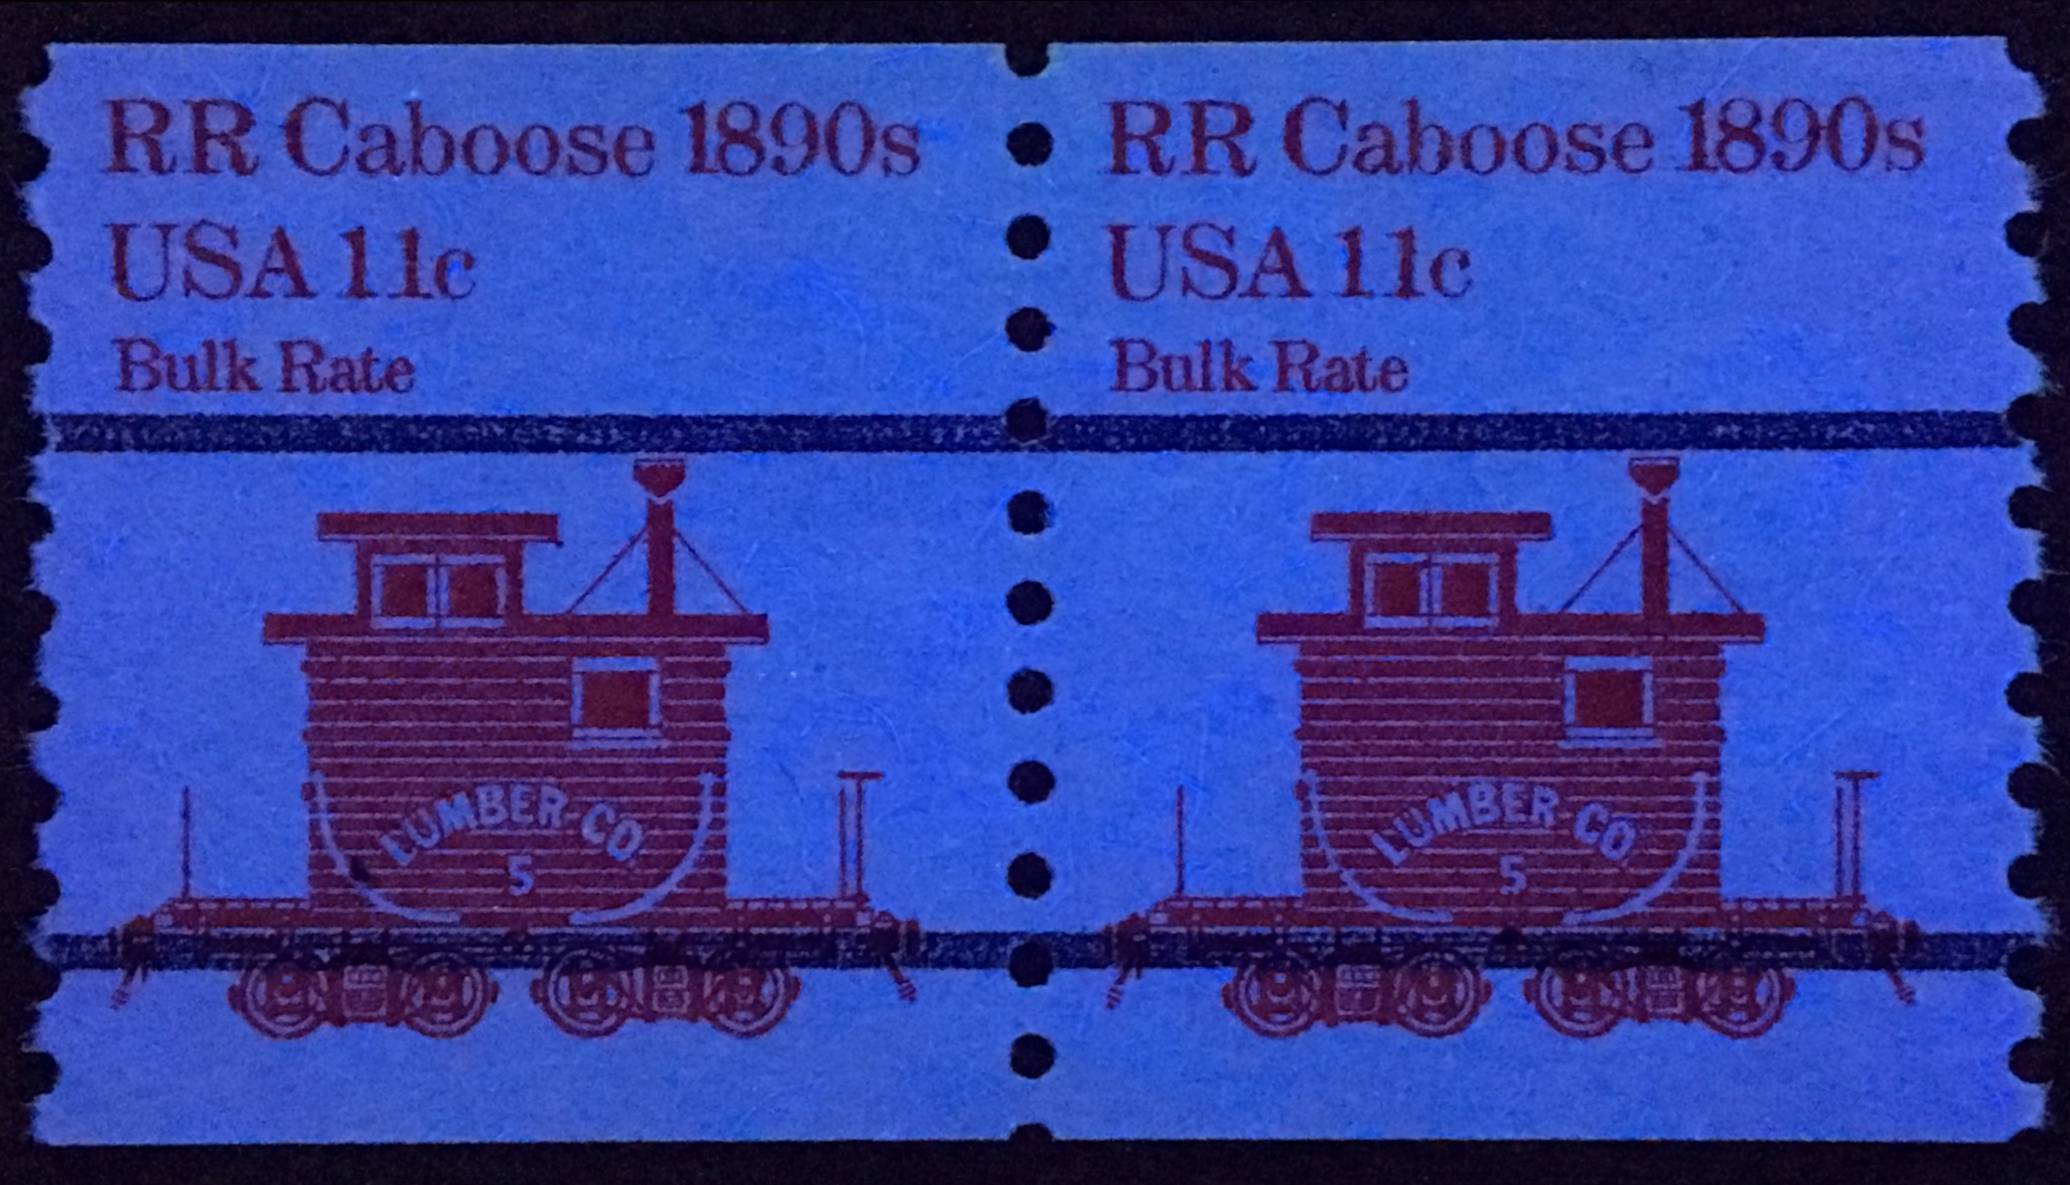 RR Caboose 1890s
USA 11c
Bulk Rate
LUMBER CO.
5
RR Caboose 1890s
USA 11c
Bulk Rate
LUMBER CO.
5